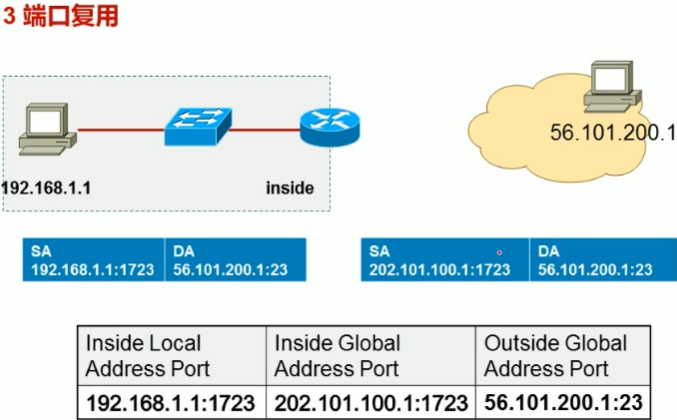 3 端口复用
56.101.200.1
192.168.1.1
inside
SA
192.168.1.1:1723
DA
56.101.200.1:23
SA
202.101.100.1:1723
DA
56.101.200.1:23
Inside Local
Address Port
Inside Global
Address Port
Outside Global
Address Port
192.168.1.1:1723
202.101.100.1:1723
56.101.200.1:23